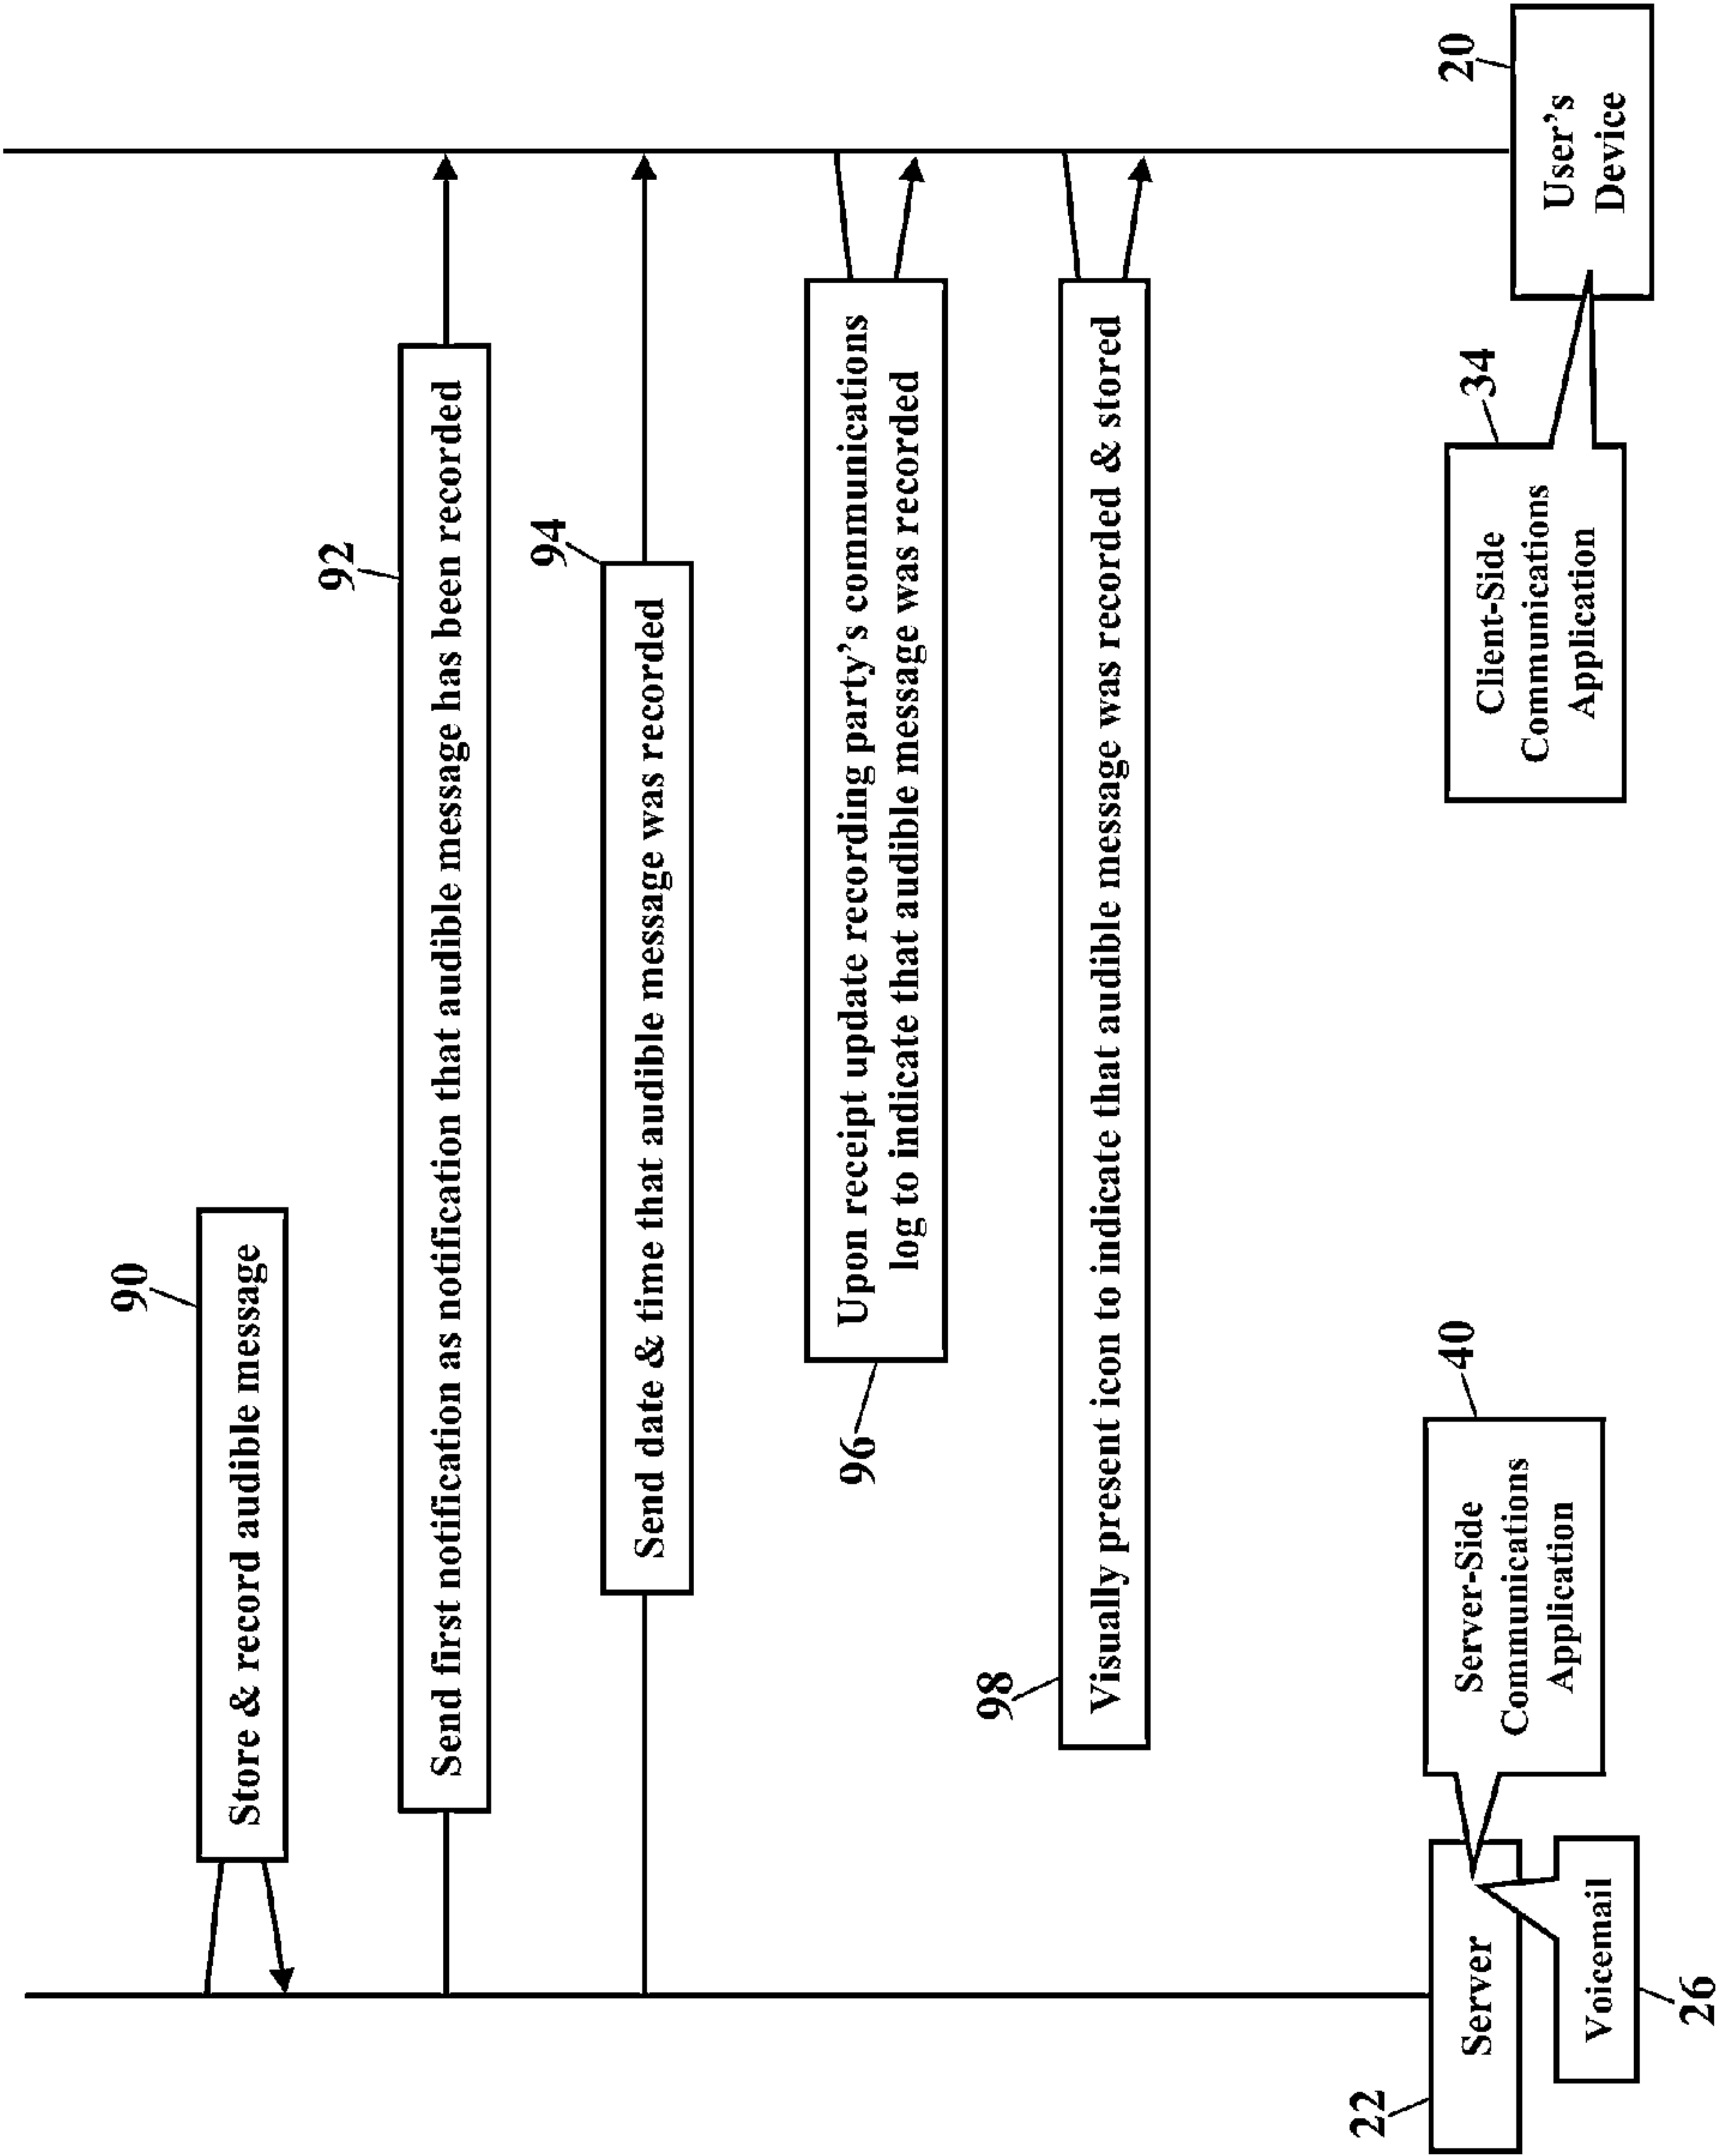 90
Store & record audible message
92
Send first notification as notification that audible message has been recorded
94
Send date & time that audible message was recorded
96
Upon receipt update recording party's communications
log to indicate that audible message was recorded
98
Visually present icon to indicate that audible message was recorded & stored
22
Server
Voicemail
26
40
Server-Side
Communications
Application
34
Client-Side
Communications
Application
20
User's
Device